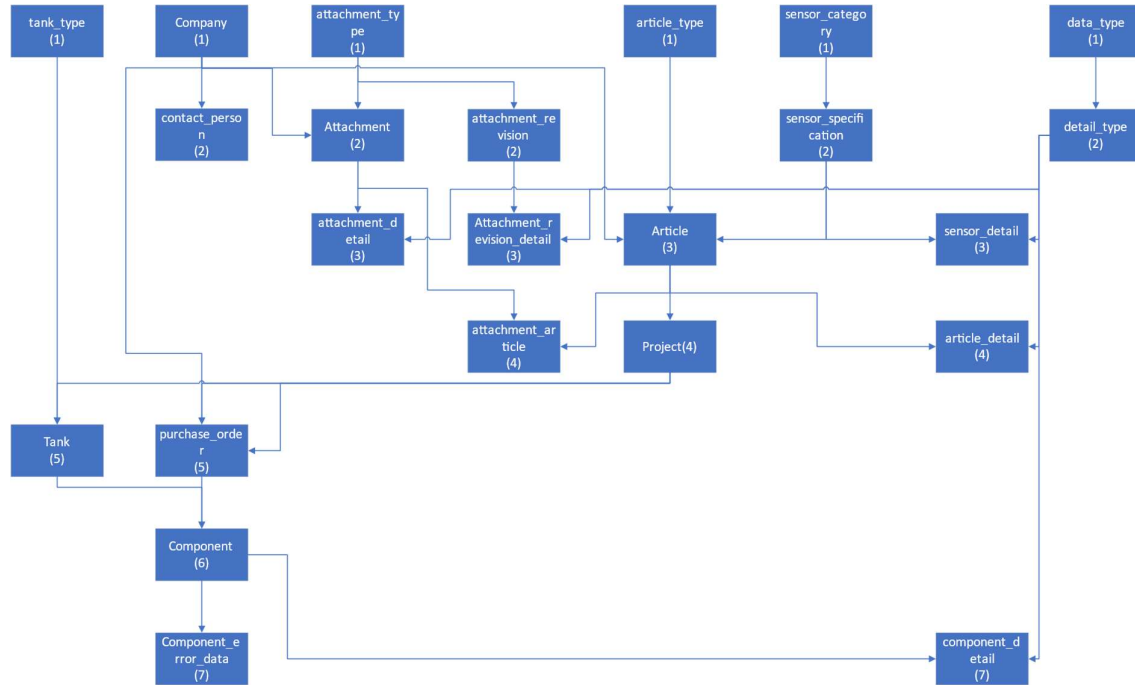 tank_type
(1)
Company
(1)
attachment_ty
pe
(1)
article_type
(1)
sensor_catego
ry
(1)
data_type
(1)
contact_perso
n
(2)
Attachment
(2)
attachment_re
vision
(2)
sensor_specifi
cation
(2)
detail_type
(2)
attachment_d
etail
(3)
Attachment_r
evision_detail
(3)
Article
(3)
sensor_detail
(3)
attachment_ar
ticle
(4)
Project(4)
article_detail
(4)
Tank
(5)
purchase_orde
r
(5)
Component
(6)
Component_e
rror_data
(7)
component_d
etail
(7)